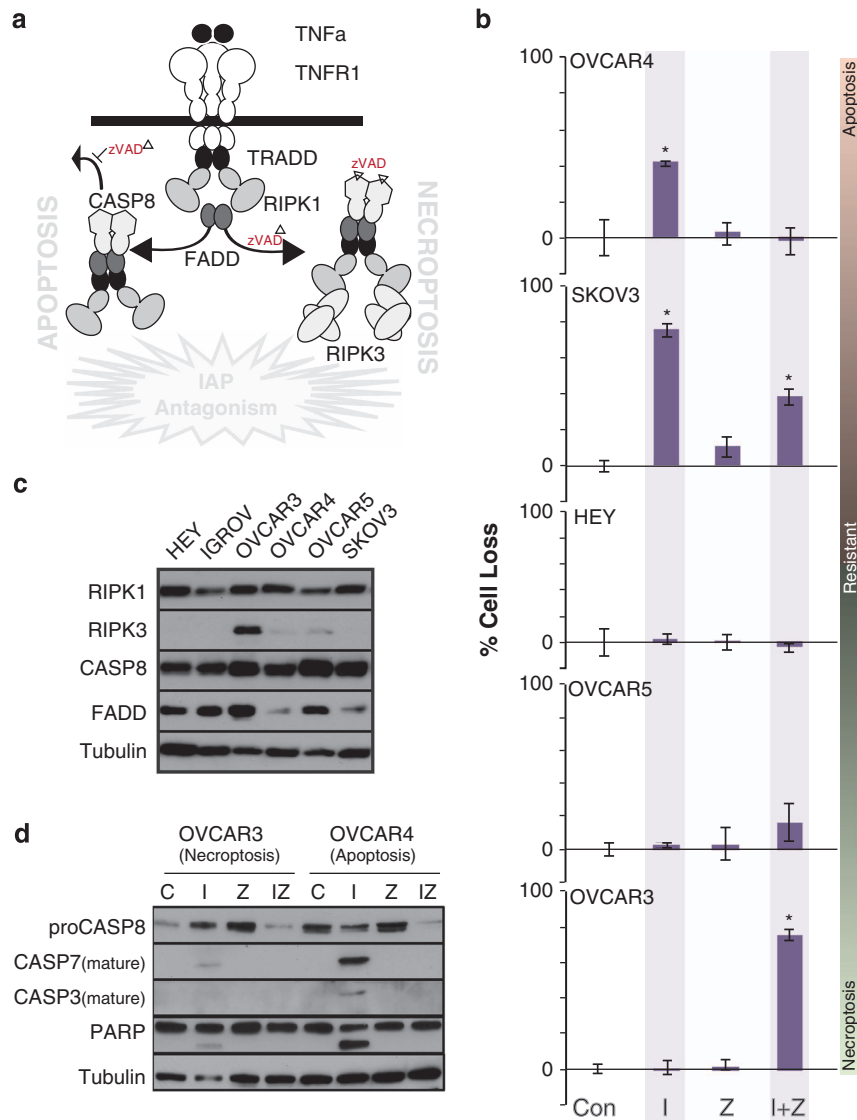 a
TNFa
TNFR1
zVAD
TRADD
zVAD
CASP8
RIPK1
zVAD
FADD
APOPTOSIS
NECROPTOSIS
RIPK3
IAP
Antagonism
b
% Cell Loss
100
OVCAR4
*
0
SKOV3
*
*
0
100
HEY
0
100
OVCAR5
0
100
OVCAR3
*
0
Con I Z I+Z
Apoptosis
Resistant
Necroptosis
c
HEY IGROV OVCAR3 OVCAR4 OVCAR5 SKOV3
RIPK1
RIPK3
CASP8
FADD
Tubulin
d
OVCAR3 OVCAR4
(Necroptosis) (Apoptosis)
C I Z IZ C I Z IZ
proCASP8
CASP7(mature)
CASP3(mature)
PARP
Tubulin